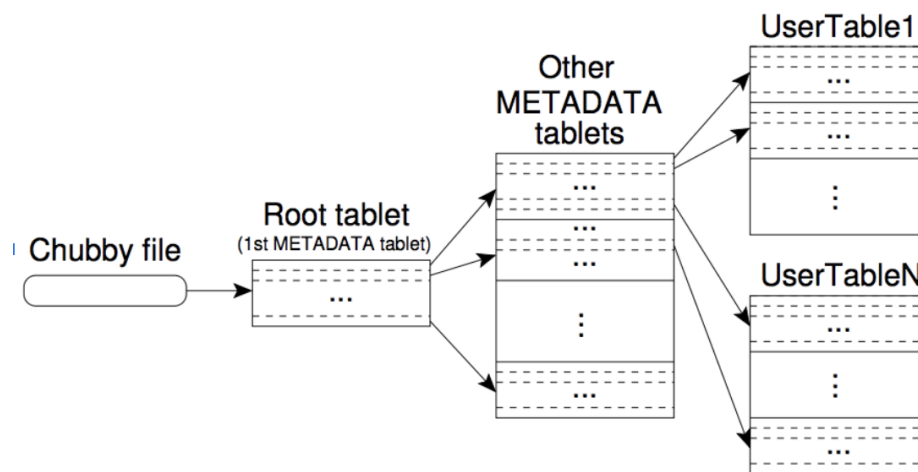 UserTable1
...
...
⋮
Other
METADATA
tablets
...
...
...
⋮
...
Root tablet
(1st METADATA tablet)
...
Chubby file
UserTableN
...
⋮
...